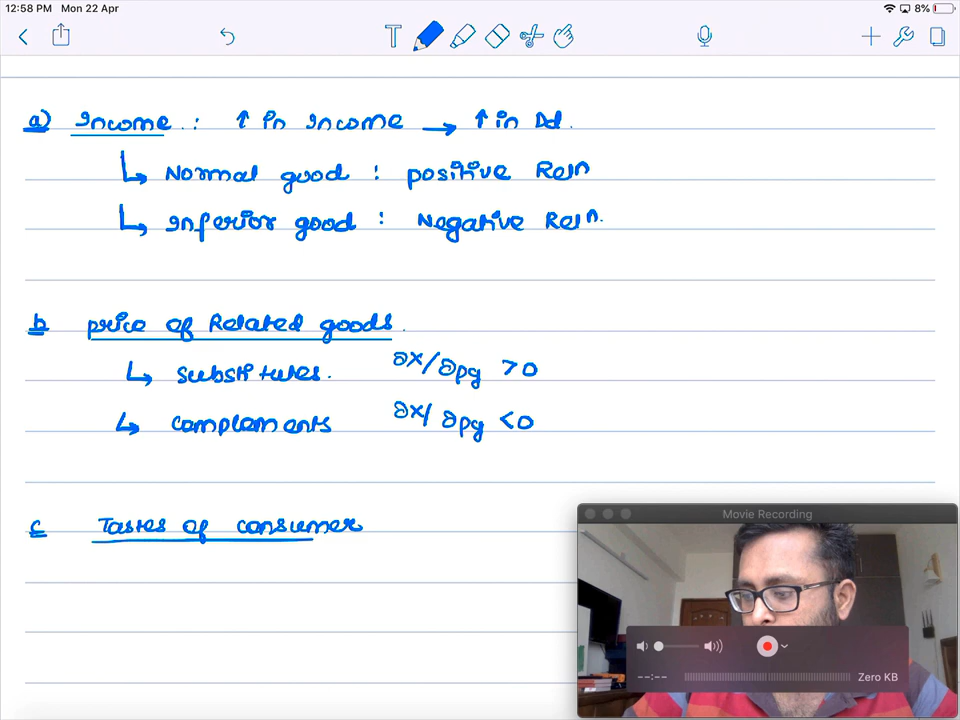 12:58 PM Mon 22 Apr 8%
a) Income : ↑ in income → ↑ in Dd.
↳ Normal good : positive Reln
↳ Inferior good : Negative Reln.
b price of Related goods.
↳ substitutes. ∂x/∂py >0
↳ complements ∂x/∂py <0
c Tastes of consumer
Movie Recording
--:-- Zero KB